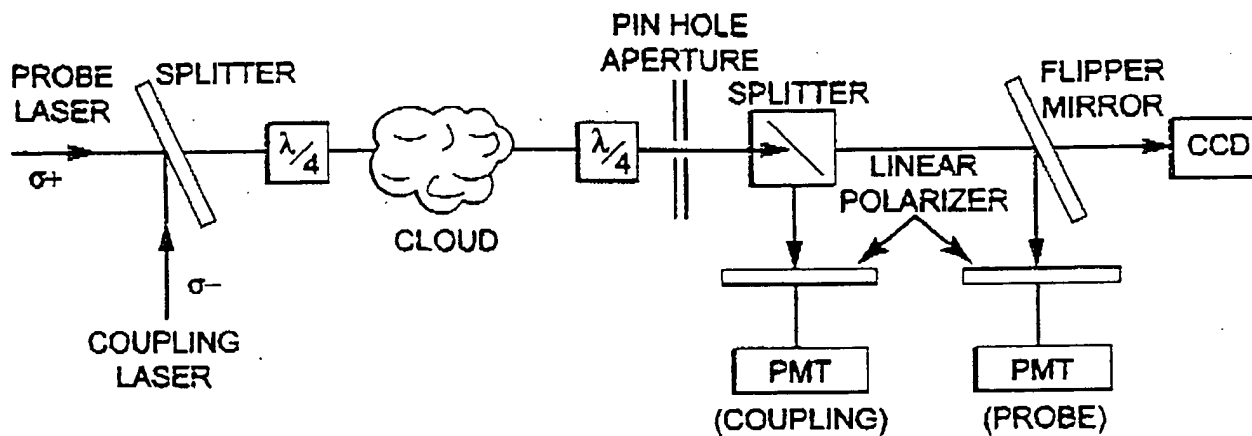 PROBE
LASER
SPLITTER
σ+
σ−
COUPLING
LASER
λ/4
CLOUD
λ/4
PIN HOLE
APERTURE
SPLITTER
LINEAR
POLARIZER
FLIPPER
MIRROR
CCD
PMT
(COUPLING)
PMT
(PROBE)